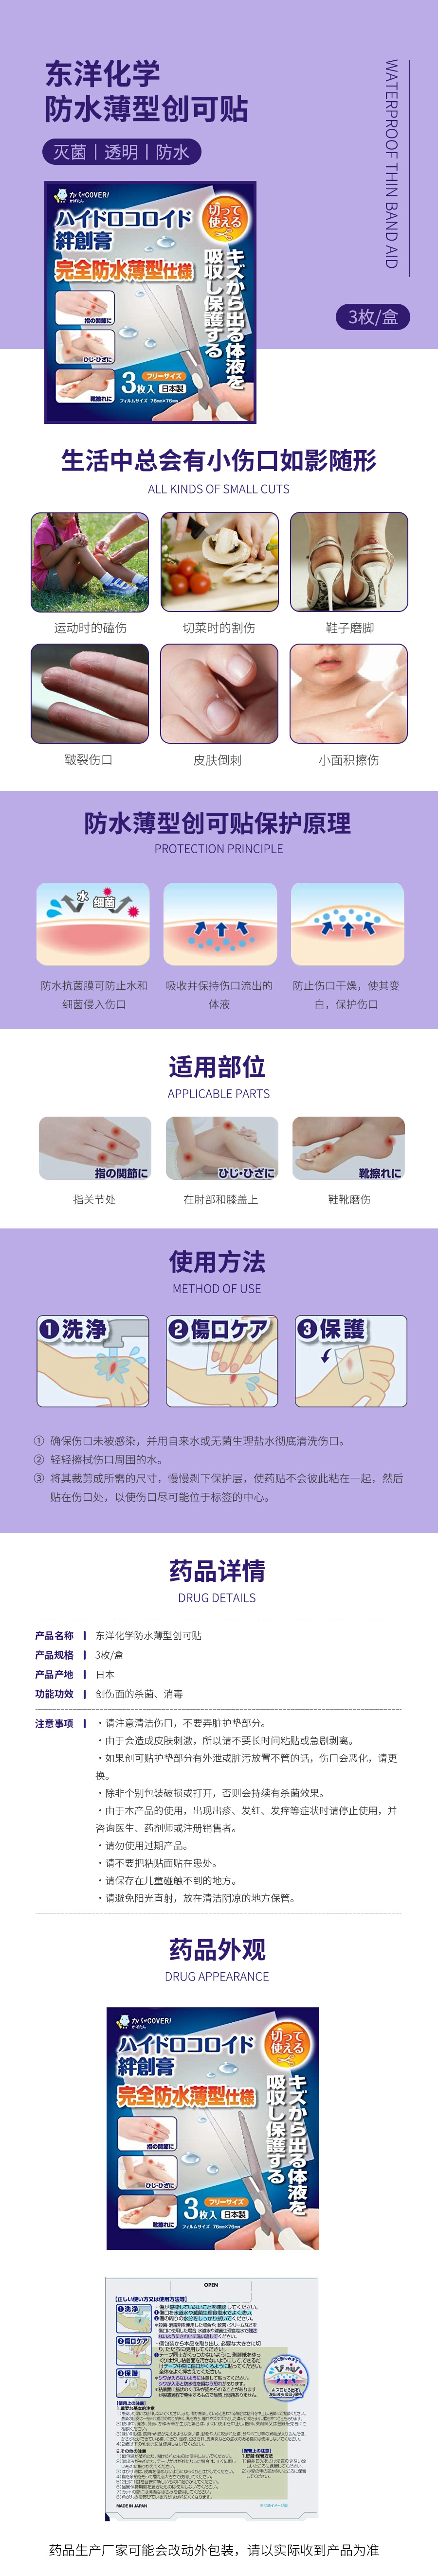 东洋化学
防水薄型创可贴
灭菌丨透明丨防水
WATERPROOF THIN BAND AID
3枚/盒
カバのCOVER!
かばたん
ハイドロコロイド
絆創膏
切って
使える
完全防水薄型仕様
キズから出る体液を
吸収し保護する
指の関節に
ひじ・ひざに
靴擦れに
フリーサイズ
3枚入 日本製
フィルムサイズ 76mm×76mm
生活中总会有小伤口如影随形
ALL KINDS OF SMALL CUTS
运动时的磕伤
切菜时的割伤
鞋子磨脚
皲裂伤口
皮肤倒刺
小面积擦伤
防水薄型创可贴保护原理
PROTECTION PRINCIPLE
水
细菌
防水抗菌膜可防止水和
细菌侵入伤口
吸收并保持伤口流出的
体液
防止伤口干燥，使其变
白，保护伤口
适用部位
APPLICABLE PARTS
指の関節に
ひじ・ひざに
靴擦れに
指关节处
在肘部和膝盖上
鞋靴磨伤
使用方法
METHOD OF USE
1 洗浄
2 傷口ケア
3 保護
① 确保伤口未被感染，并用自来水或无菌生理盐水彻底清洗伤口。
② 轻轻擦拭伤口周围的水。
③ 将其裁剪成所需的尺寸，慢慢剥下保护层，使药贴不会彼此粘在一起，然后
贴在伤口处，以使伤口尽可能位于标签的中心。
药品详情
DRUG DETAILS
产品名称 东洋化学防水薄型创可贴
产品规格 3枚/盒
产品产地 日本
功能功效 创伤面的杀菌、消毒
注意事项 ・请注意清洁伤口，不要弄脏护垫部分。
・由于会造成皮肤刺激，所以请不要长时间粘贴或急剧剥离。
・如果创可贴护垫部分有外泄或脏污放置不管的话，伤口会恶化，请更
换。
・除非个别包装破损或打开，否则会持续有杀菌效果。
・由于本产品的使用，出现出疹、发红、发痒等症状时请停止使用，并
咨询医生、药剂师或注册销售者。
・请勿使用过期产品。
・请不要把粘贴面贴在患处。
・请保存在儿童碰触不到的地方。
・请避免阳光直射，放在清洁阴凉的地方保管。
药品外观
DRUG APPEARANCE
カバのCOVER!
かばたん
ハイドロコロイド
絆創膏
切って
使える
完全防水薄型仕様
キズから出る体液を
吸収し保護する
指の関節に
ひじ・ひざに
靴擦れに
フリーサイズ
3枚入 日本製
フィルムサイズ 76mm×76mm
OPEN
【正しい使い方又は使用方法等】
1 洗浄
2 傷口ケア
3 保護
MADE IN JAPAN
药品生产厂家可能会改动外包装，请以实际收到产品为准